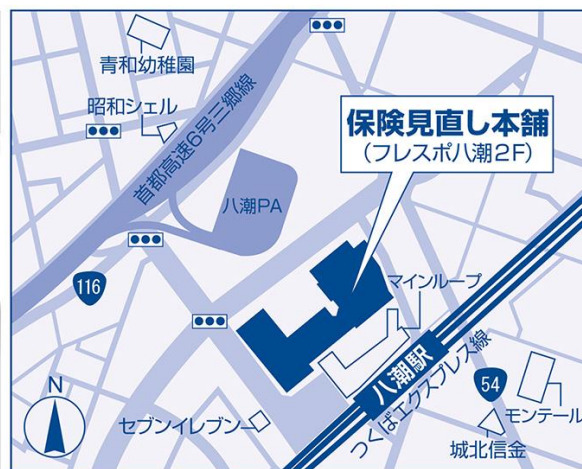 青和幼稚園
昭和シェル
首都高速6号三郷線
保険見直し本舗
(フレスポ八潮2F)
八潮PA
マインループ
116
八潮駅
つくばエクスプレス線
54
N
セブンイレブン
モンテール
城北信金